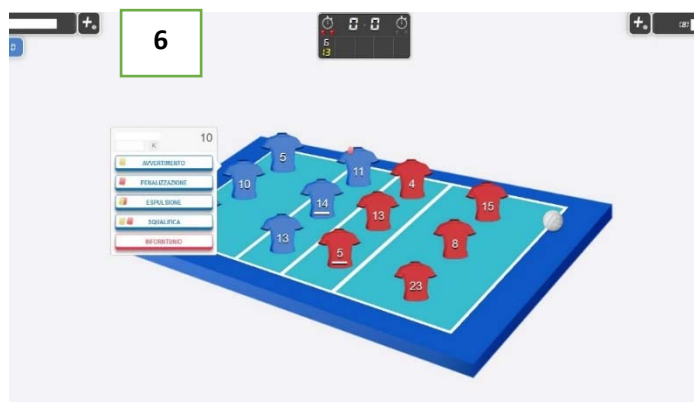 6
0 - 0
6
13
10
K
AVVERTIMENTO
PENALIZZAZIONE
ESPULSIONE
SQUALIFICA
INFORNTUNIO
5
11
4
10
14
13
15
13
5
8
23